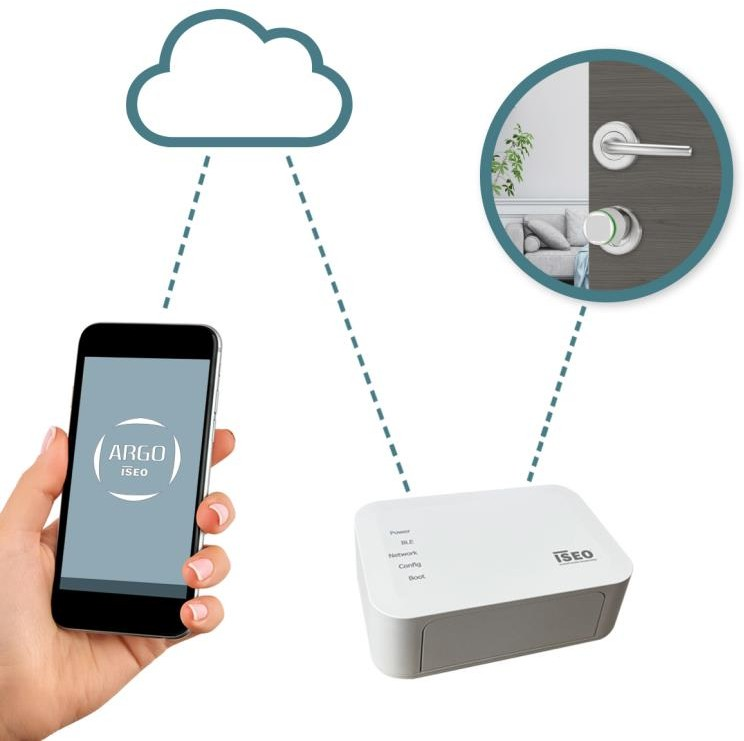 ARGO
ISEO
Power
BLE
Network
Config
Boot
ISEO